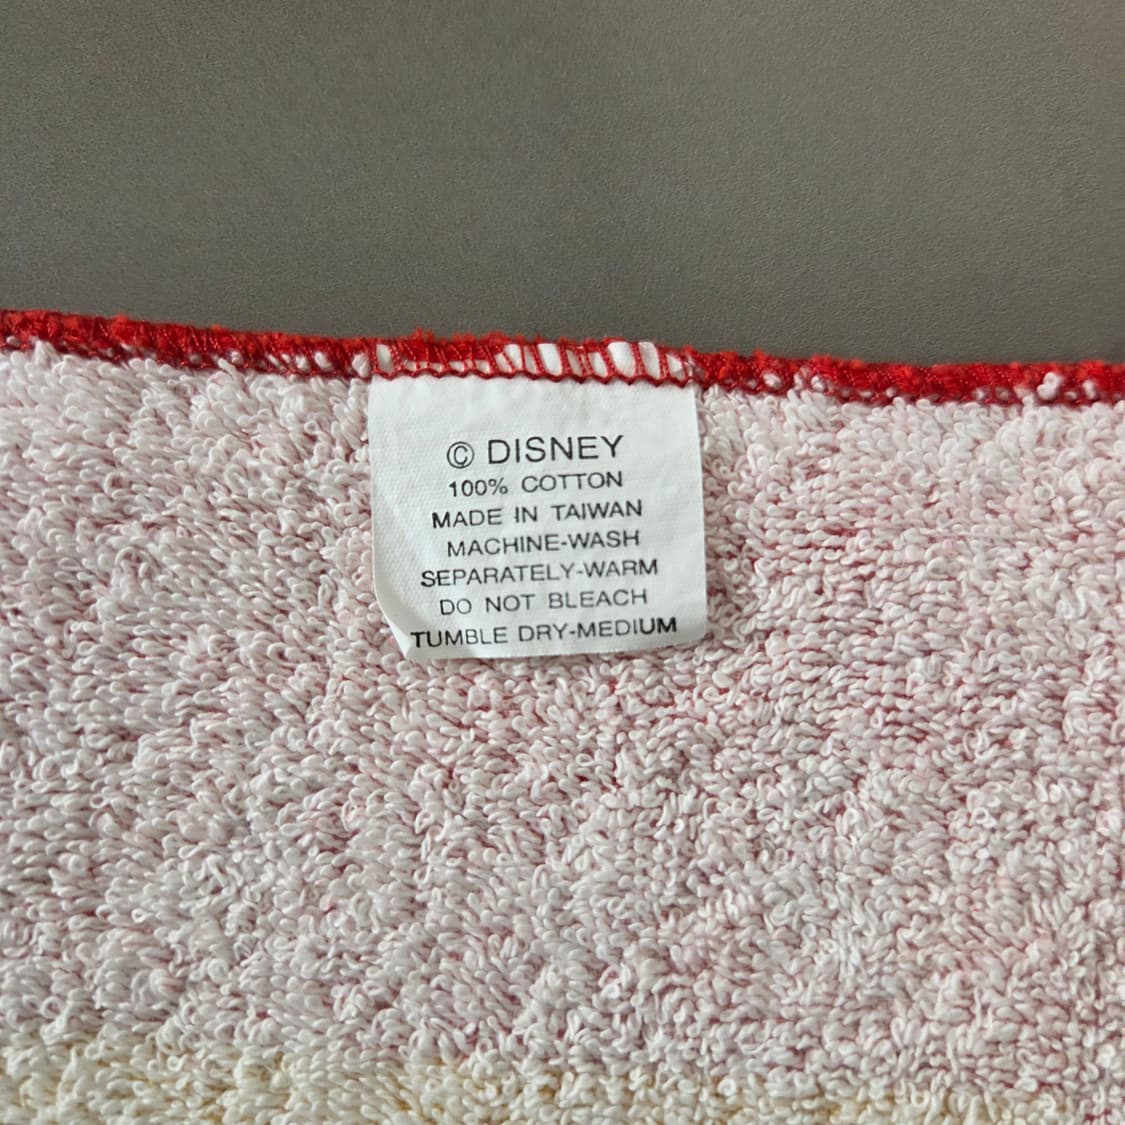 © DISNEY
100% COTTON
MADE IN TAIWAN
MACHINE-WASH
SEPARATELY-WARM
DO NOT BLEACH
TUMBLE DRY-MEDIUM